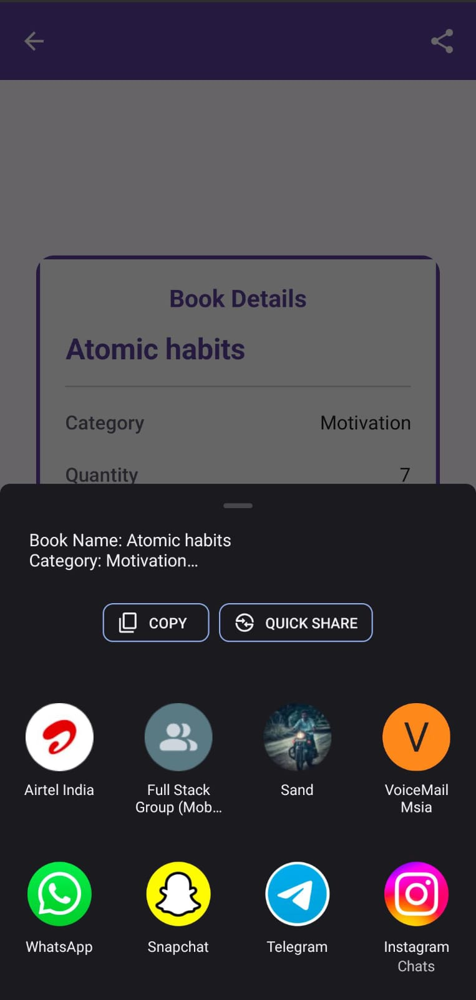 Book Details
Atomic habits
Category Motivation
Quantity 7
Book Name: Atomic habits
Category: Motivation...
COPY QUICK SHARE
V
Airtel India Full Stack Sand VoiceMail
Group (Mob... Msia
WhatsApp Snapchat Telegram Instagram
Chats